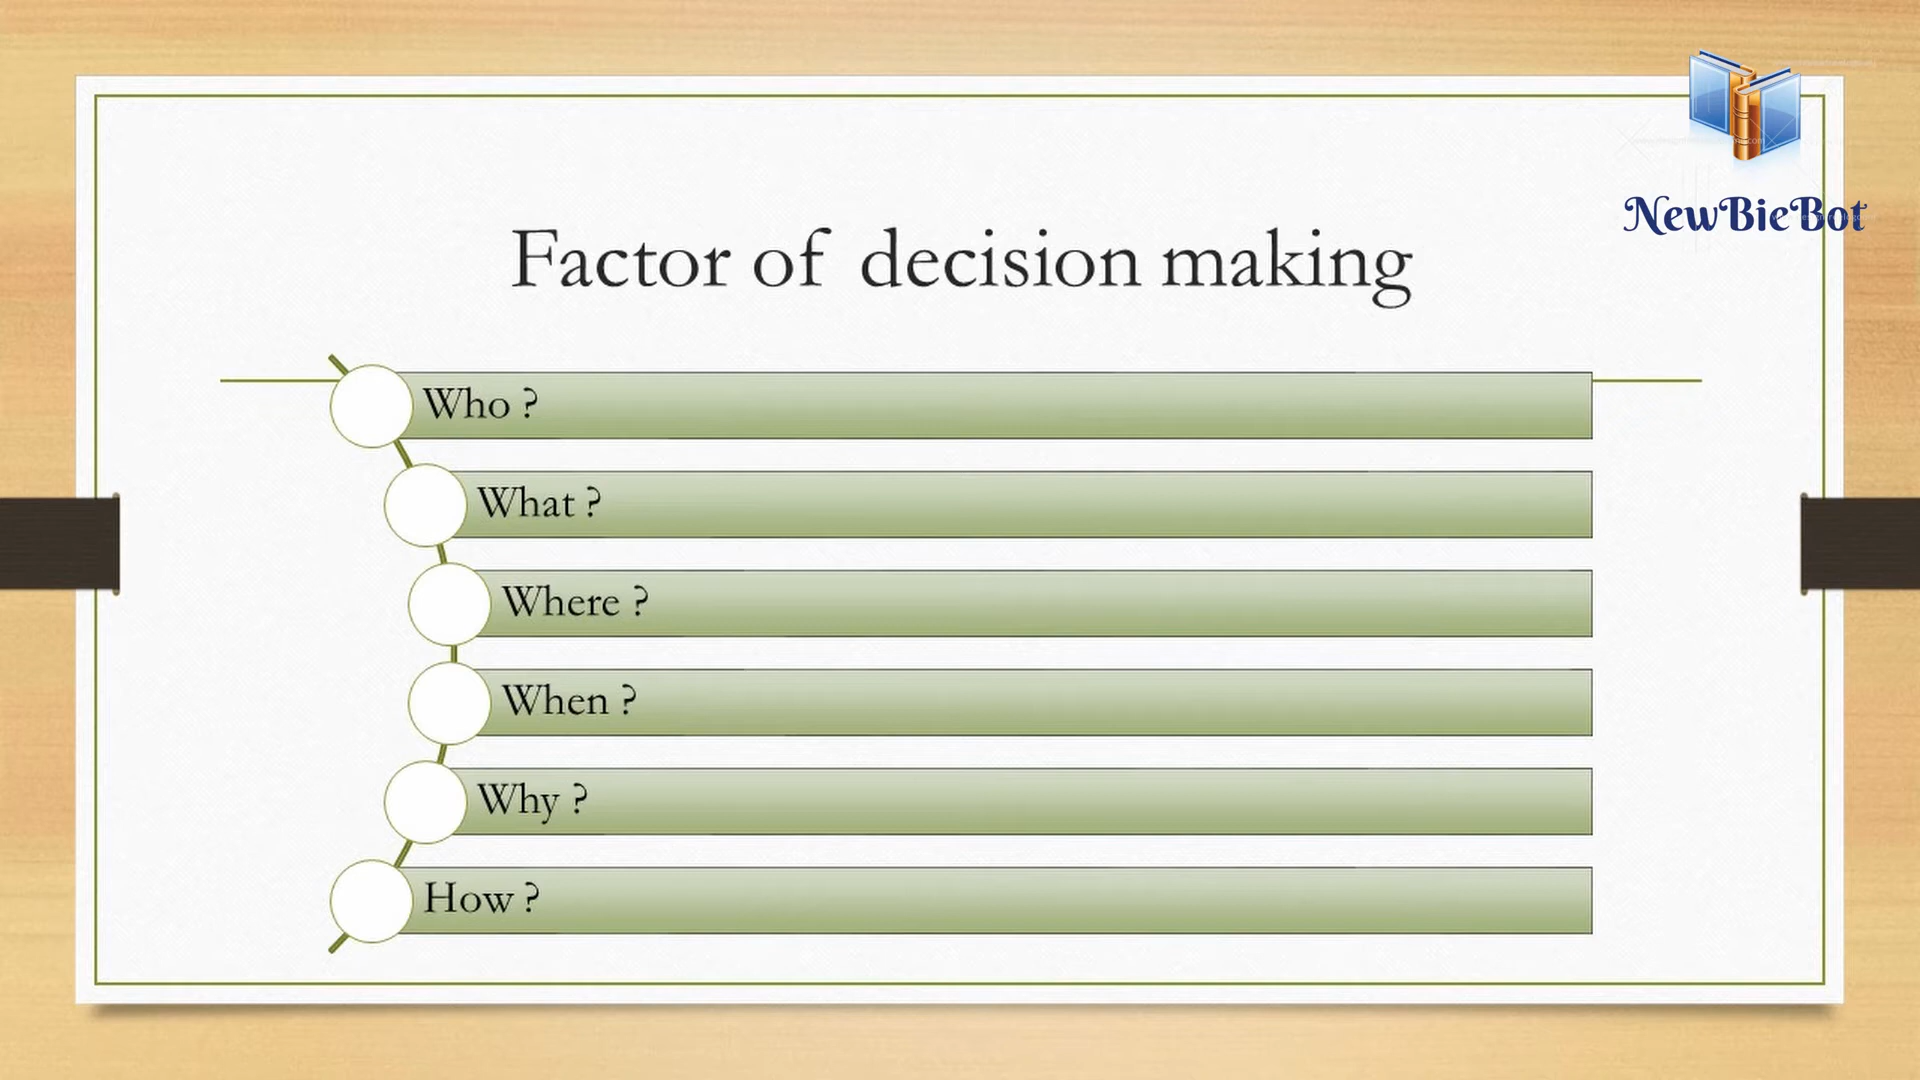 NewBieBot
Factor of decision making
Who ?
What ?
Where ?
When ?
Why ?
How ?